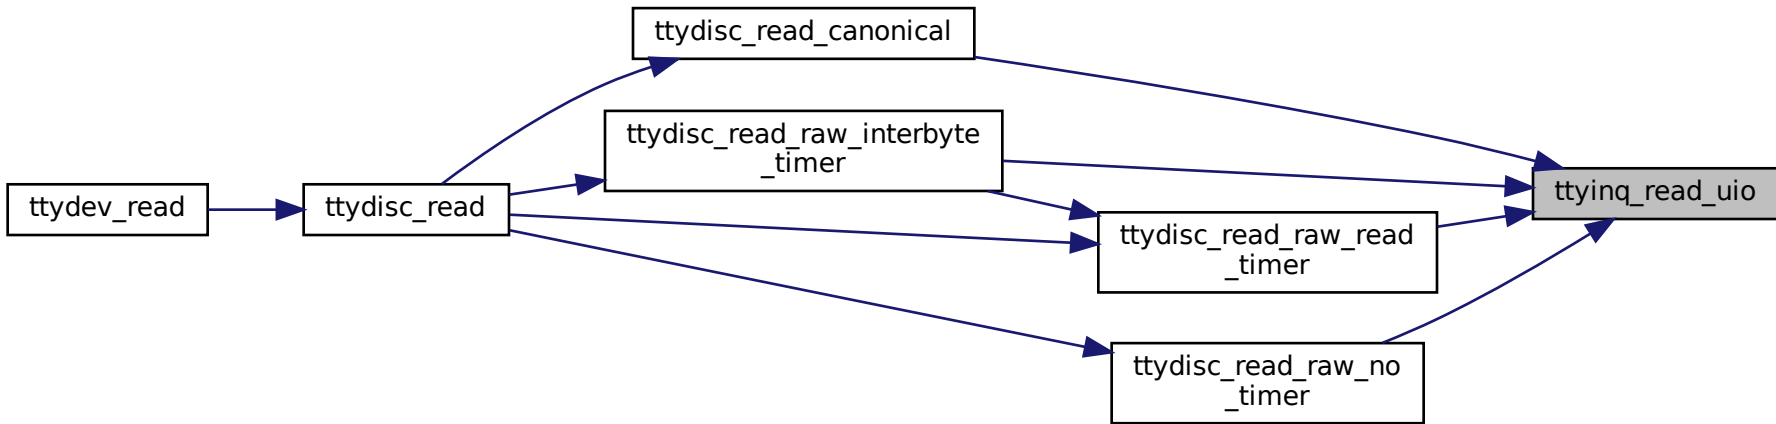 ttydisc_read_canonical
ttydisc_read_raw_interbyte
_timer
ttydev_read
ttydisc_read
ttyinq_read_uio
ttydisc_read_raw_read
_timer
ttydisc_read_raw_no
_timer